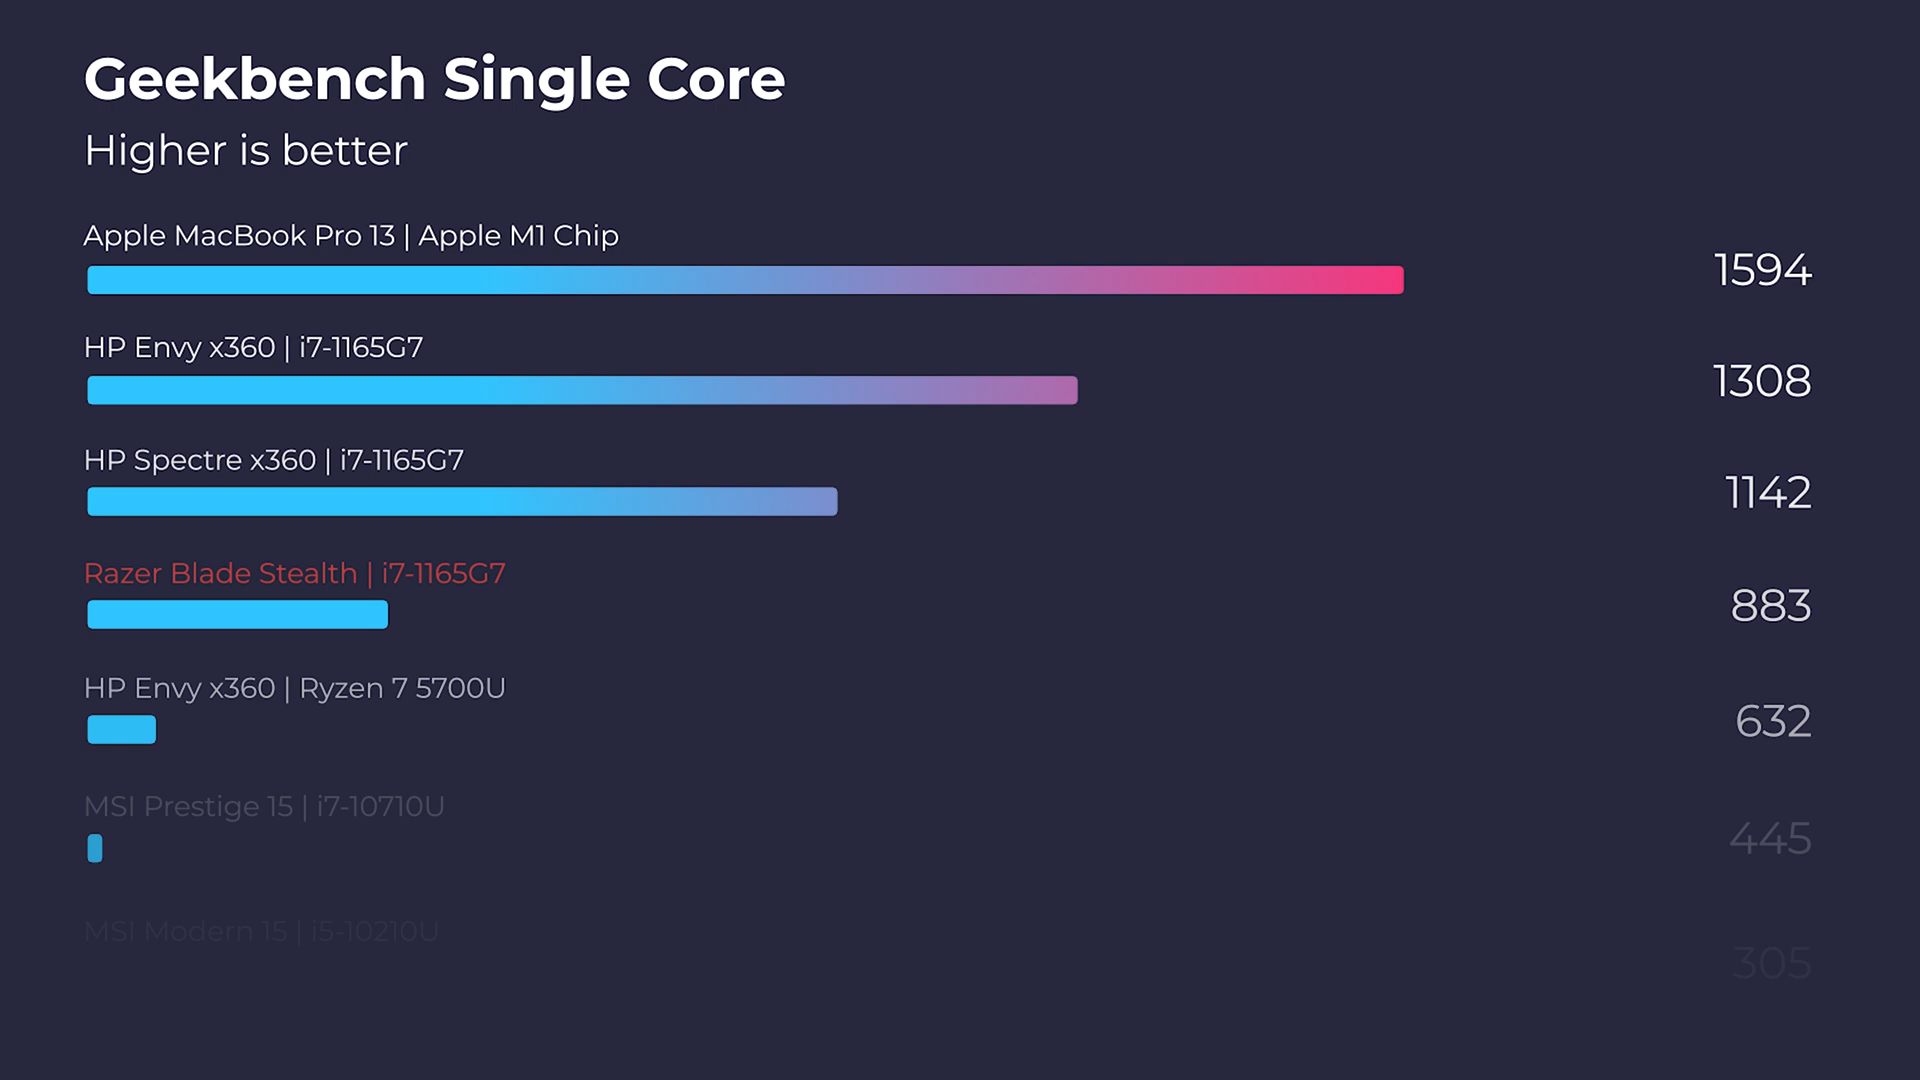 Geekbench Single Core
Higher is better
Apple MacBook Pro 13 | Apple M1 Chip
1594
HP Envy x360 | i7-1165G7
1308
HP Spectre x360 | i7-1165G7
1142
Razer Blade Stealth | i7-1165G7
883
HP Envy x360 | Ryzen 7 5700U
632
MSI Prestige 15 | i7-10710U
445
MSI Modern 15 | i5-10210U
305